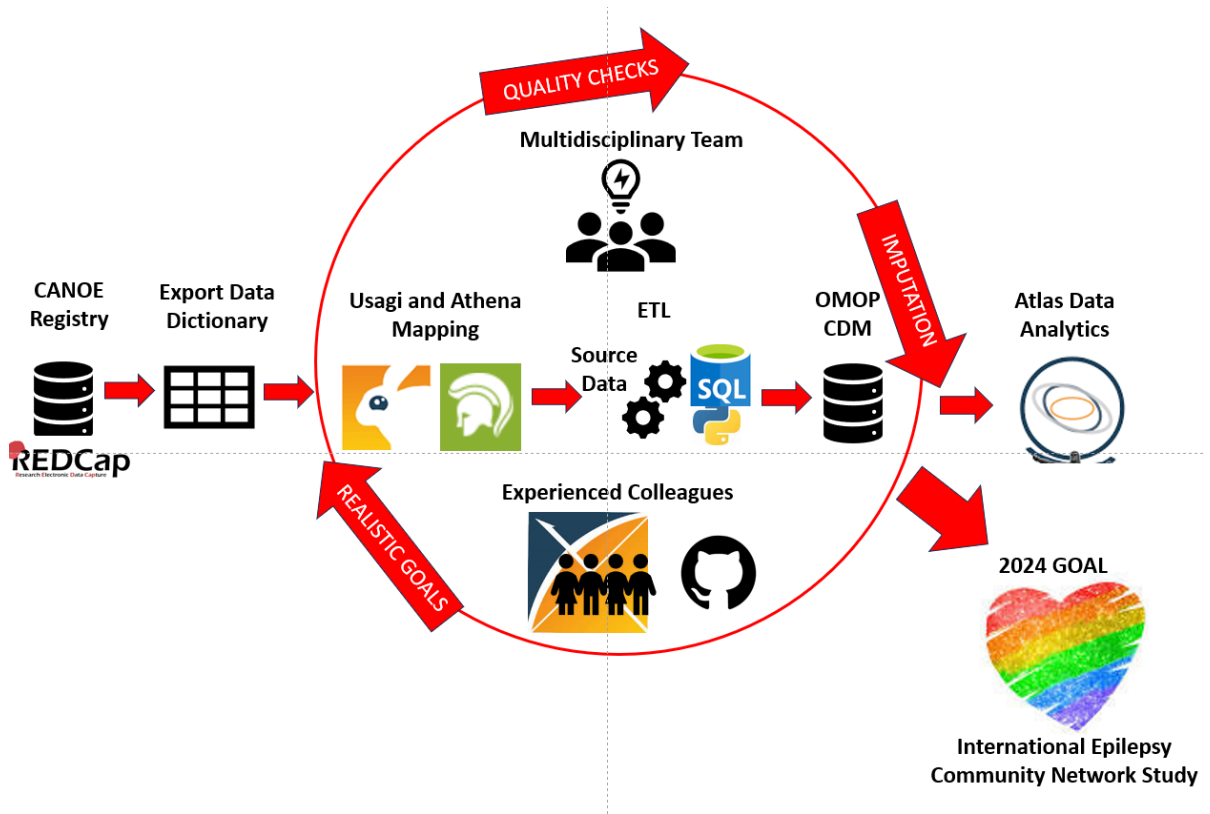 QUALITY CHECKS
Multidisciplinary Team
IMPUTATION
CANOE
Registry
Export Data
Dictionary
Usagi and Athena
Mapping
ETL
Source
Data
SQL
OMOP
CDM
Atlas Data
Analytics
REDCap
Research Electronic Data Capture
REALISTIC GOALS
Experienced Colleagues
2024 GOAL
International Epilepsy
Community Network Study